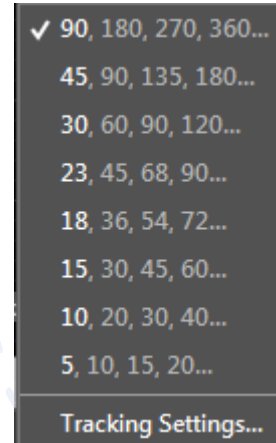 90, 180, 270, 360...
45, 90, 135, 180...
30, 60, 90, 120...
23, 45, 68, 90...
18, 36, 54, 72...
15, 30, 45, 60...
10, 20, 30, 40...
5, 10, 15, 20...
Tracking Settings...